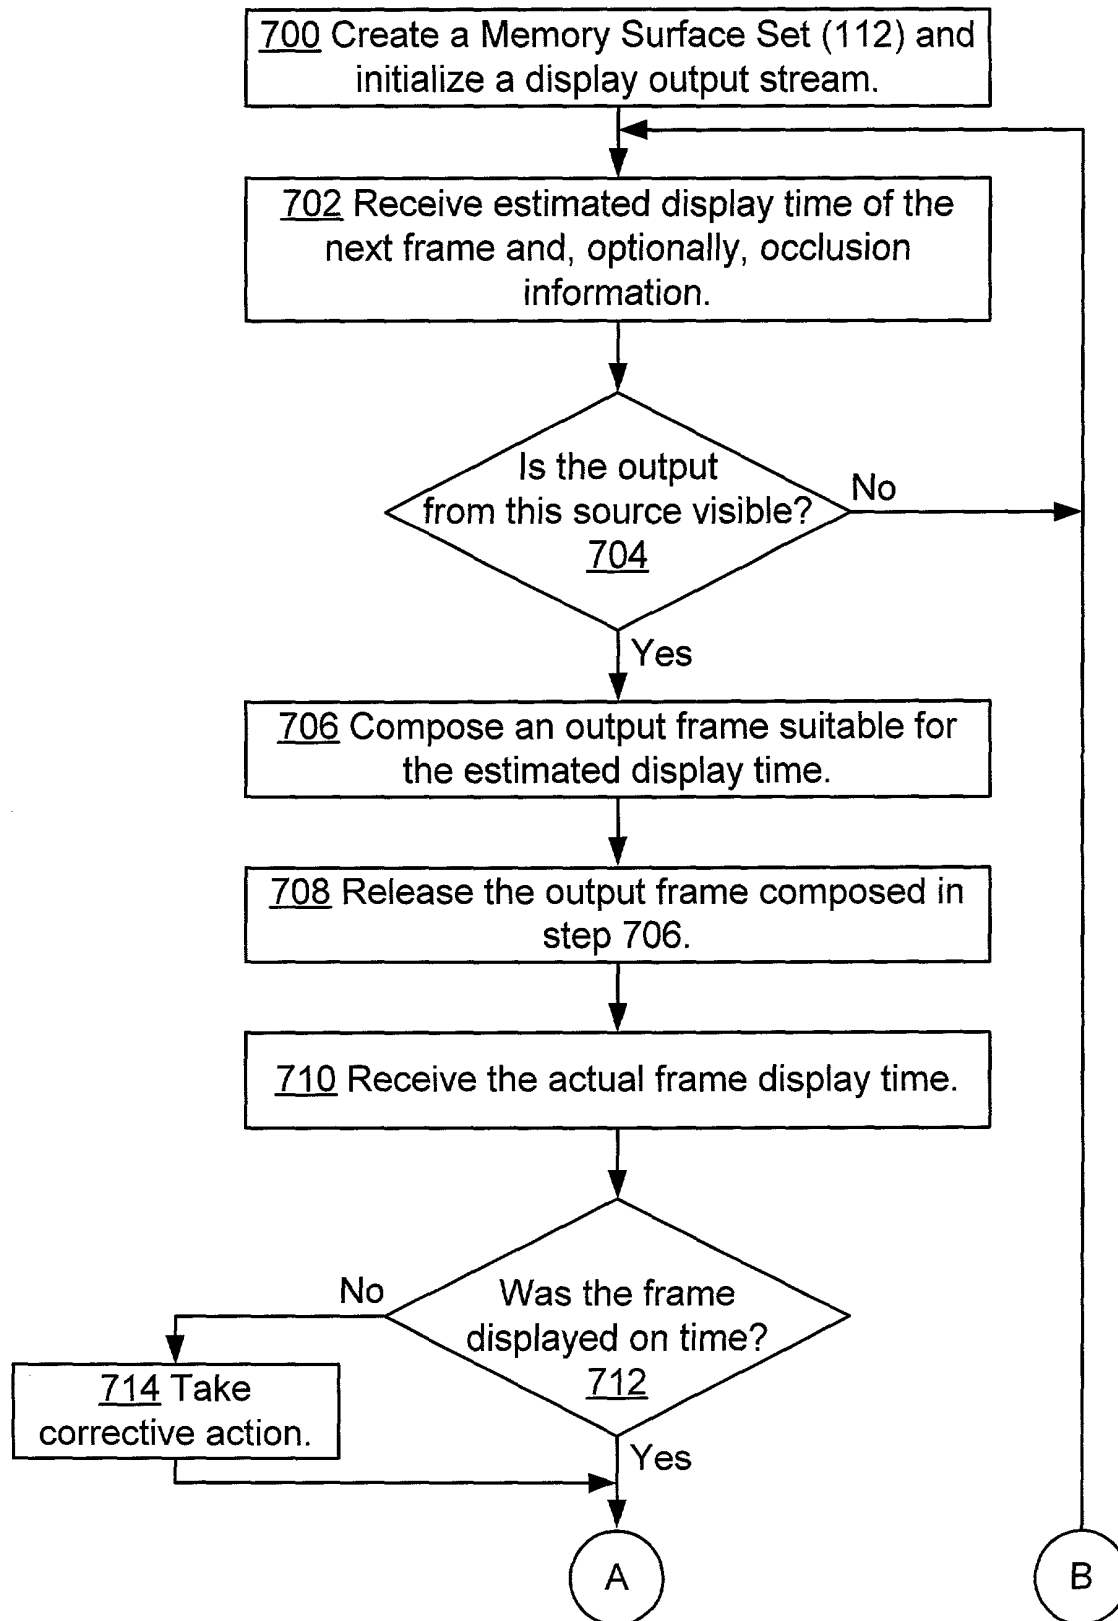 700 Create a Memory Surface Set (112) and
initialize a display output stream.
702 Receive estimated display time of the
next frame and, optionally, occlusion
information.
Is the output
from this source visible?
704
No
Yes
706 Compose an output frame suitable for
the estimated display time.
708 Release the output frame composed in
step 706.
710 Receive the actual frame display time.
No
Was the frame
displayed on time?
712
714 Take
corrective action.
Yes
A
B